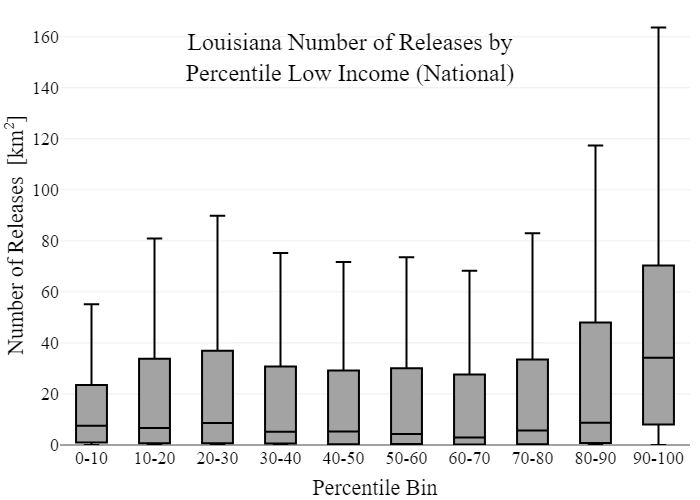 Louisiana Number of Releases by
Percentile Low Income (National)
Number of Releases [km²]
160
140
120
100
80
60
40
20
0
0-10 10-20 20-30 30-40 40-50 50-60 60-70 70-80 80-90 90-100
Percentile Bin